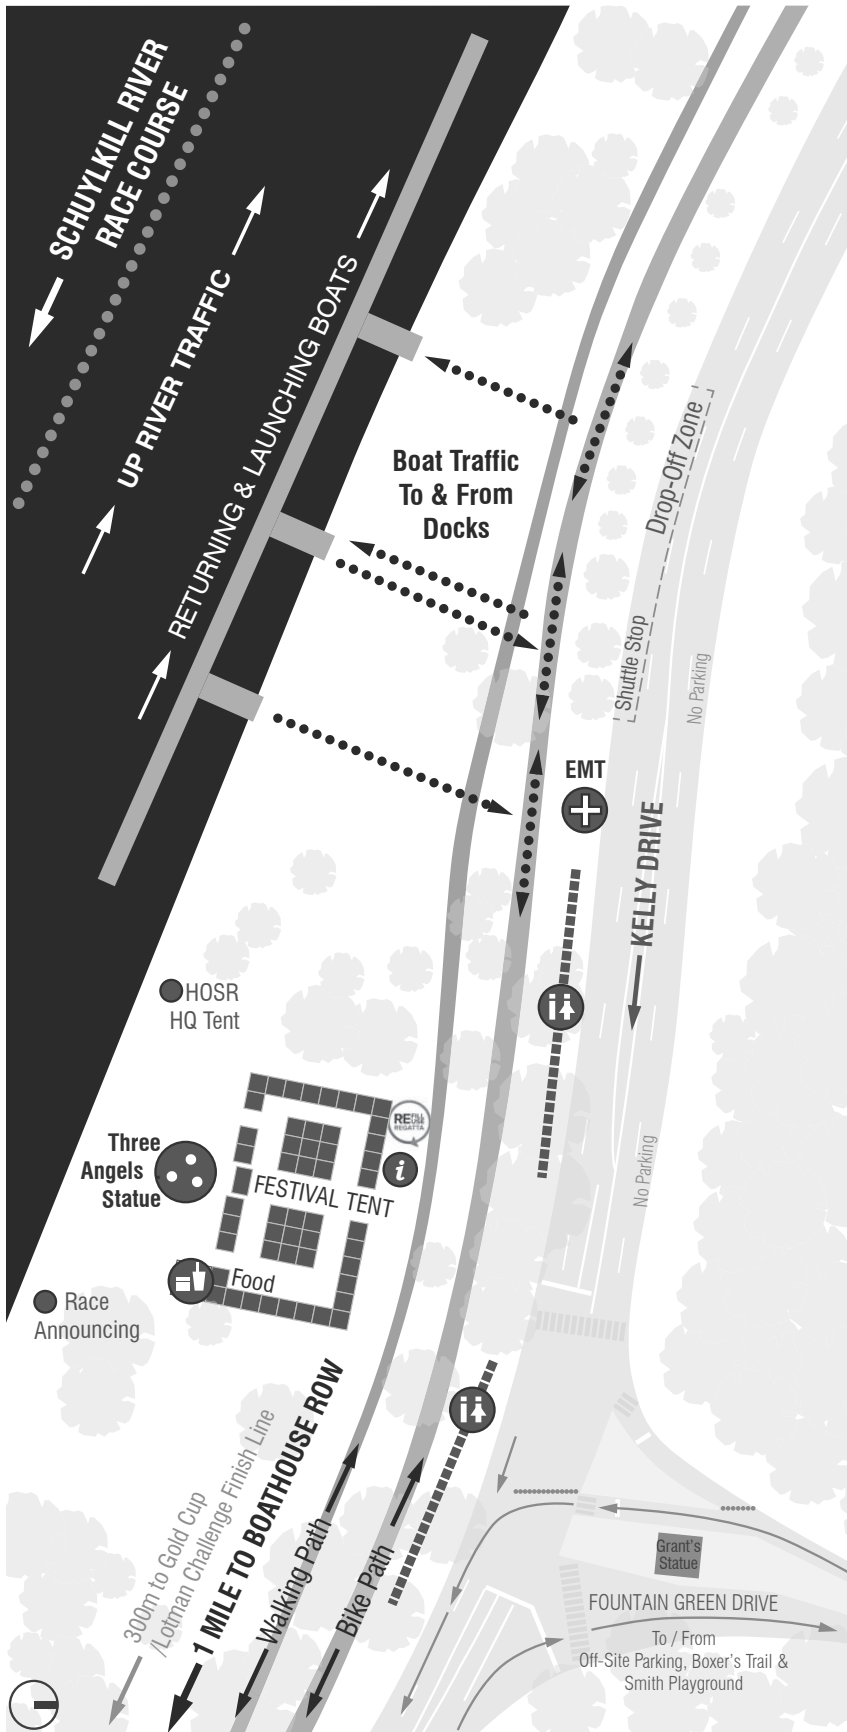 SCHUYLKILL RIVER
RACE COURSE
UP RIVER TRAFFIC
RETURNING & LAUNCHING BOATS
Boat Traffic
To & From
Docks
Drop-Off Zone
Shuttle Stop
No Parking
EMT
KELLY DRIVE
HOSR
HQ Tent
REFILL
REUSE
REGATTA
Three
Angels
Statue
i
FESTIVAL TENT
No Parking
Food
Race
Announcing
300m to Gold Cup
/Lotman Challenge Finish Line
1 MILE TO BOATHOUSE ROW
Walking Path
Bike Path
Grant's
Statue
FOUNTAIN GREEN DRIVE
To / From
Off-Site Parking, Boxer's Trail &
Smith Playground